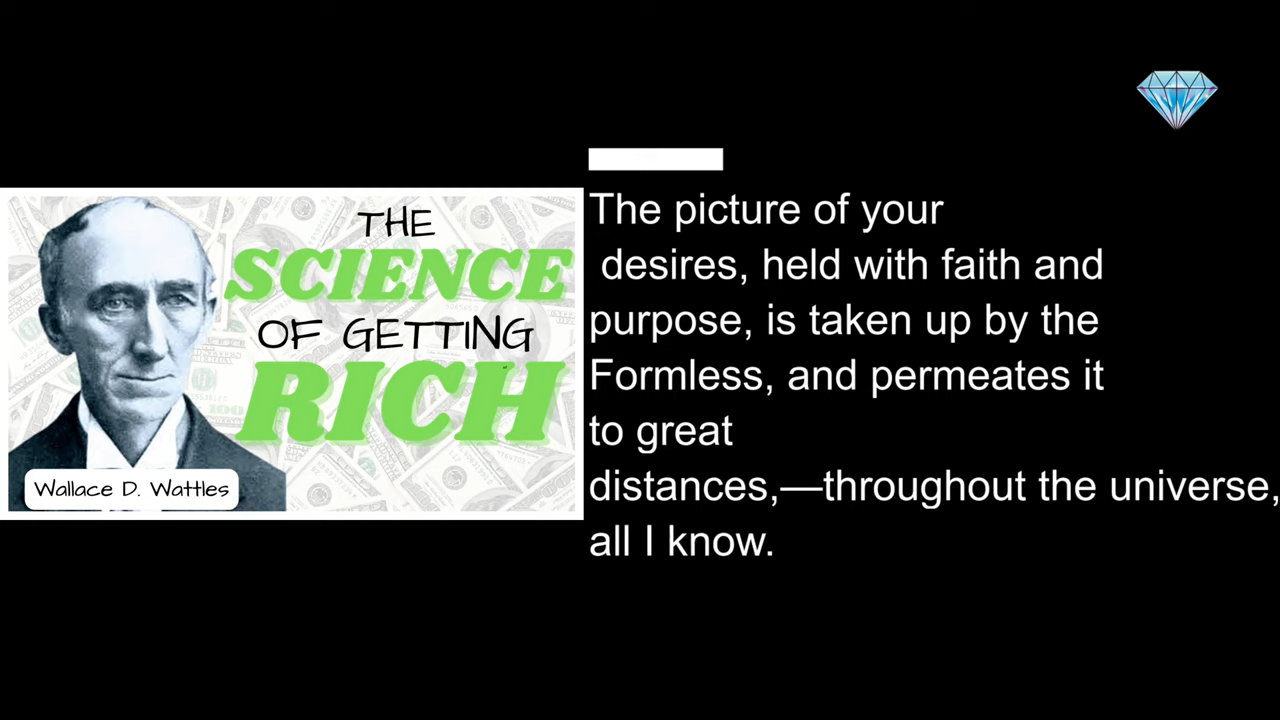 THE
SCIENCE
OF GETTING
RICH
Wallace D. Wattles
The picture of your
desires, held with faith and
purpose, is taken up by the
Formless, and permeates it
to great
distances,—throughout the universe,
all I know.